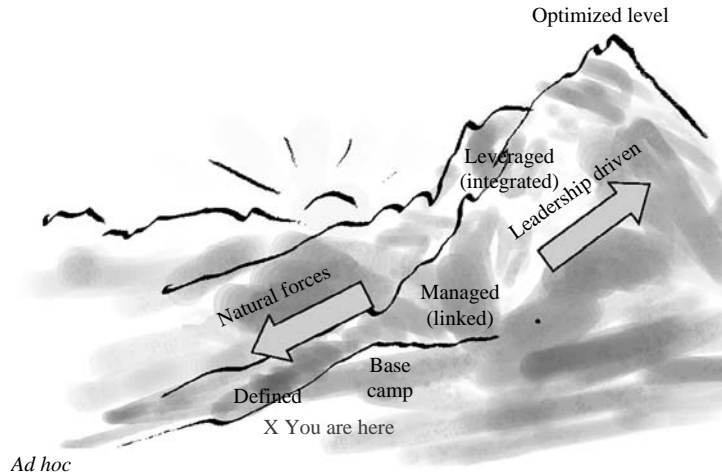 Optimized level
Leveraged
(integrated)
Leadership driven
Natural forces
Managed
(linked)
Base
camp
Defined
X You are here
Ad hoc